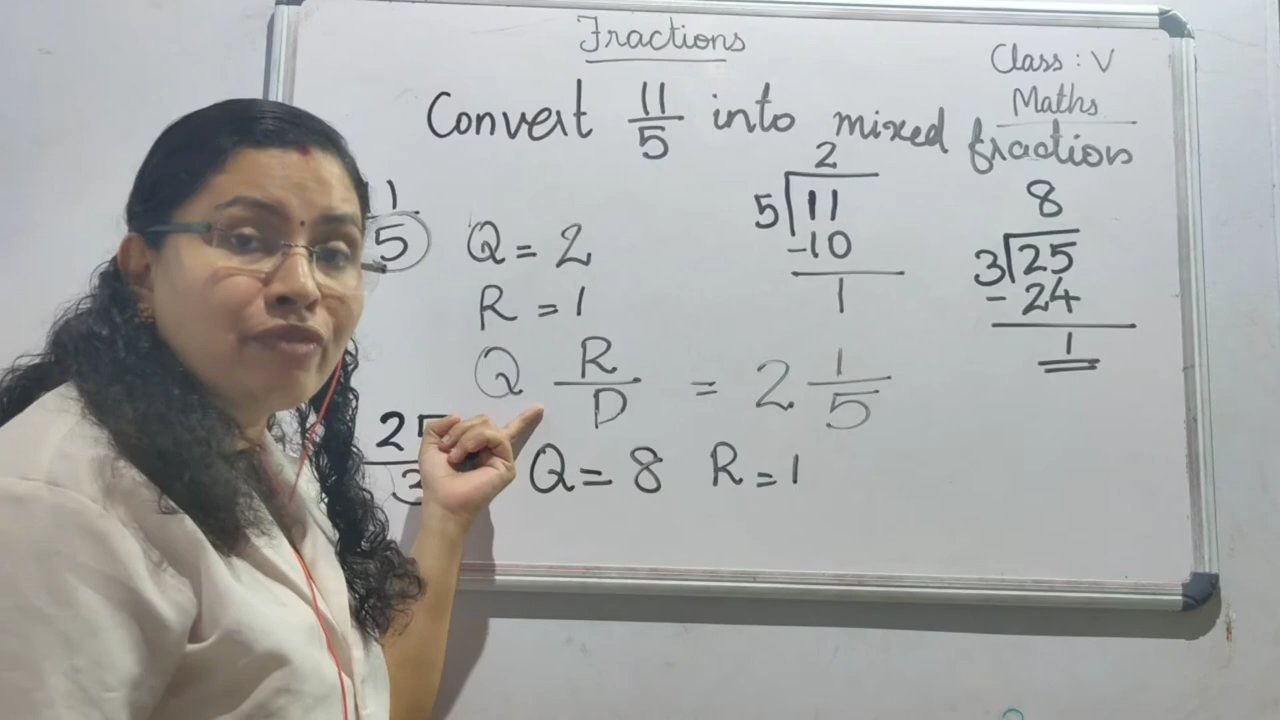 Fractions
Class : V
Maths
Convert 11/5 into mixed fractions
1
5
Q = 2
R = 1
Q R/D = 2 1/5
2
5 11
-10
1
8
3 25
- 24
1
3
Q = 8 R = 1